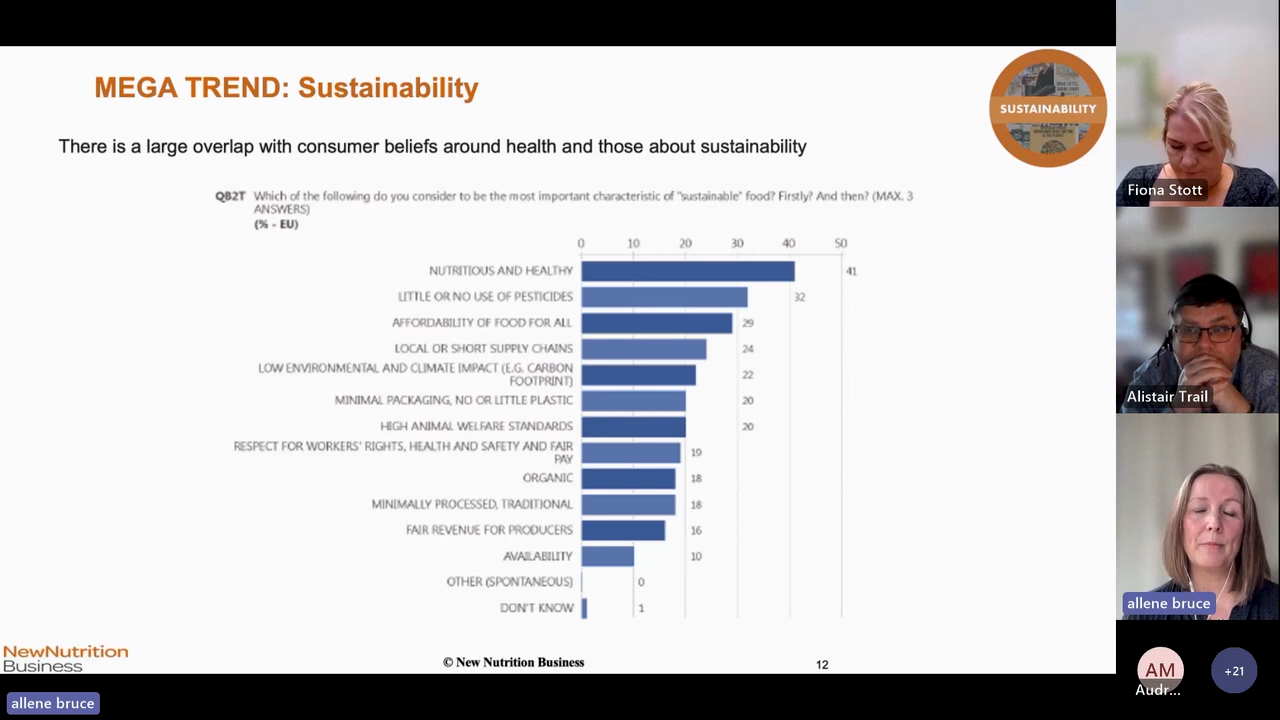 MEGA TREND: Sustainability
SUSTAINABILITY
There is a large overlap with consumer beliefs around health and those about sustainability
QB2T Which of the following do you consider to be the most important characteristic of "sustainable" food? Firstly? And then? (MAX. 3
ANSWERS)
(% - EU)
0 10 20 30 40 50
NUTRITIOUS AND HEALTHY 41
LITTLE OR NO USE OF PESTICIDES 32
AFFORDABILITY OF FOOD FOR ALL 29
LOCAL OR SHORT SUPPLY CHAINS 24
LOW ENVIRONMENTAL AND CLIMATE IMPACT (E.G. CARBON
FOOTPRINT) 22
MINIMAL PACKAGING, NO OR LITTLE PLASTIC 20
HIGH ANIMAL WELFARE STANDARDS 20
RESPECT FOR WORKERS' RIGHTS, HEALTH AND SAFETY AND FAIR
PAY 19
ORGANIC 18
MINIMALLY PROCESSED, TRADITIONAL 18
FAIR REVENUE FOR PRODUCERS 16
AVAILABILITY 10
OTHER (SPONTANEOUS) 0
DON'T KNOW 1
NewNutrition
Business
© New Nutrition Business
12
allene bruce
Fiona Stott
Alistair Trail
allene bruce
AM
Audr...
+21